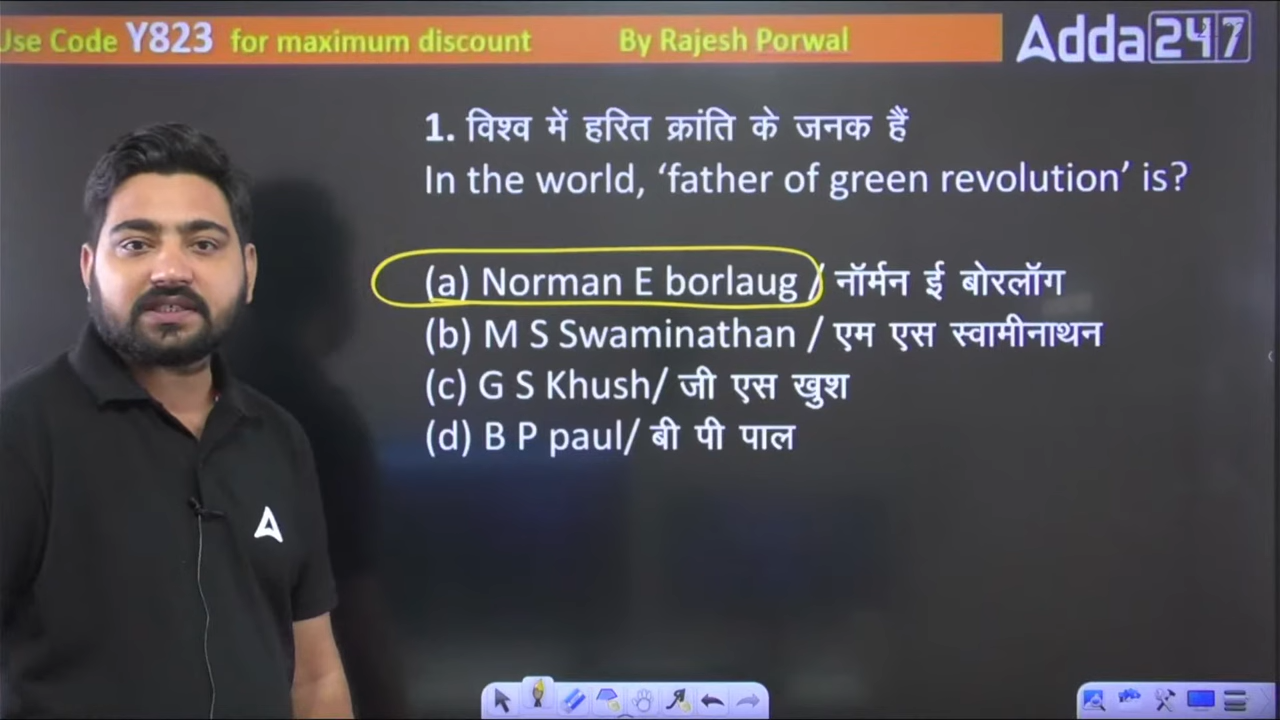 Use Code Y823 for maximum discount By Rajesh Porwal
Adda247
1. विश्व में हरित क्रांति के जनक हैं
In the world, ‘father of green revolution’ is?
(a) Norman E borlaug / नॉर्मन ई बोरलॉग
(b) M S Swaminathan / एम एस स्वामीनाथन
(c) G S Khush/ जी एस खुश
(d) B P paul/ बी पी पाल